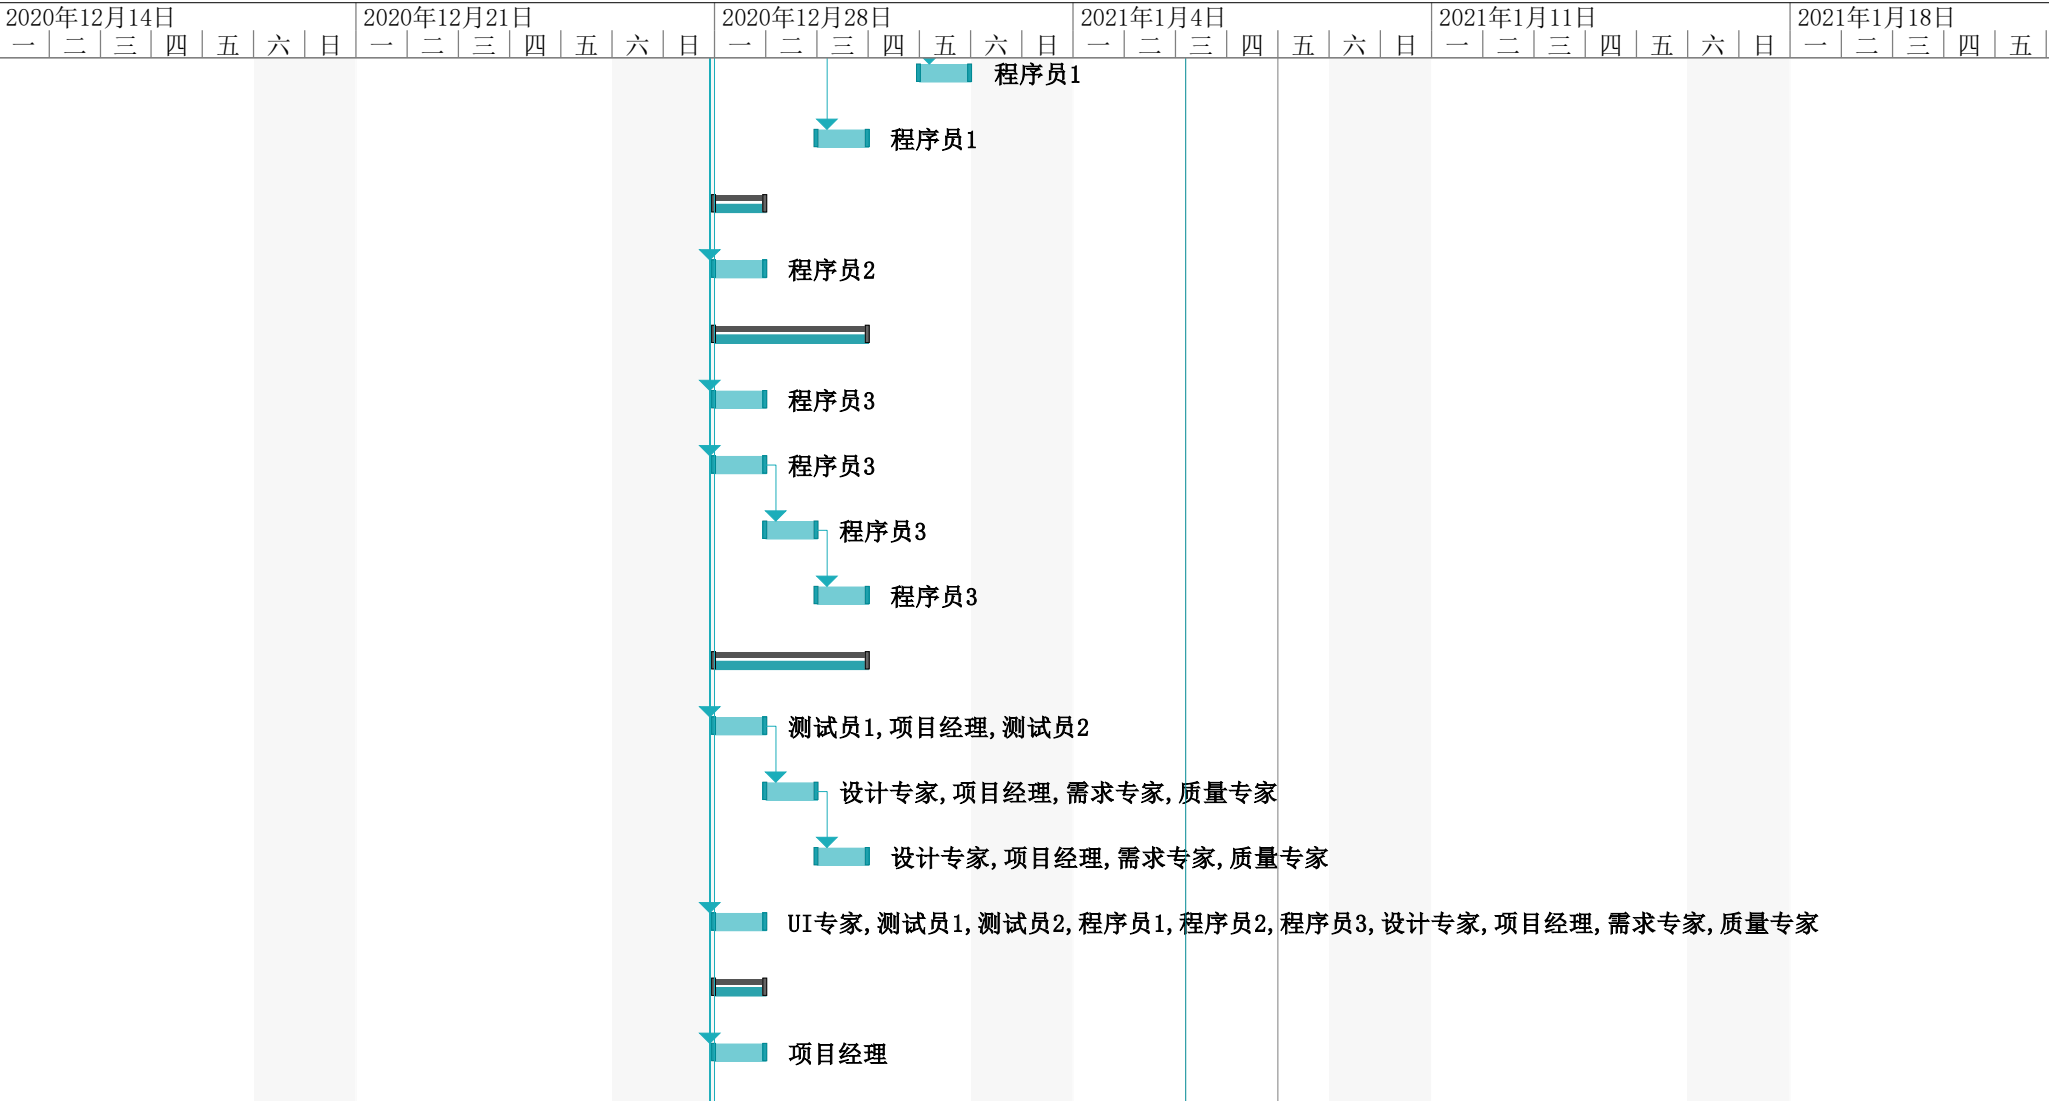 2020年12月14日 2020年12月21日 2020年12月28日 2021年1月4日 2021年1月11日 2021年1月18日
一 二 三 四 五 六 日 一 二 三 四 五 六 日 一 二 三 四 五 六 日 一 二 三 四 五 六 日 一 二 三 四 五 六 日 一 二 三 四 五
程序员1
程序员1
程序员2
程序员3
程序员3
程序员3
程序员3
测试员1,项目经理,测试员2
设计专家,项目经理,需求专家,质量专家
设计专家,项目经理,需求专家,质量专家
UI专家,测试员1,测试员2,程序员1,程序员2,程序员3,设计专家,项目经理,需求专家,质量专家
项目经理